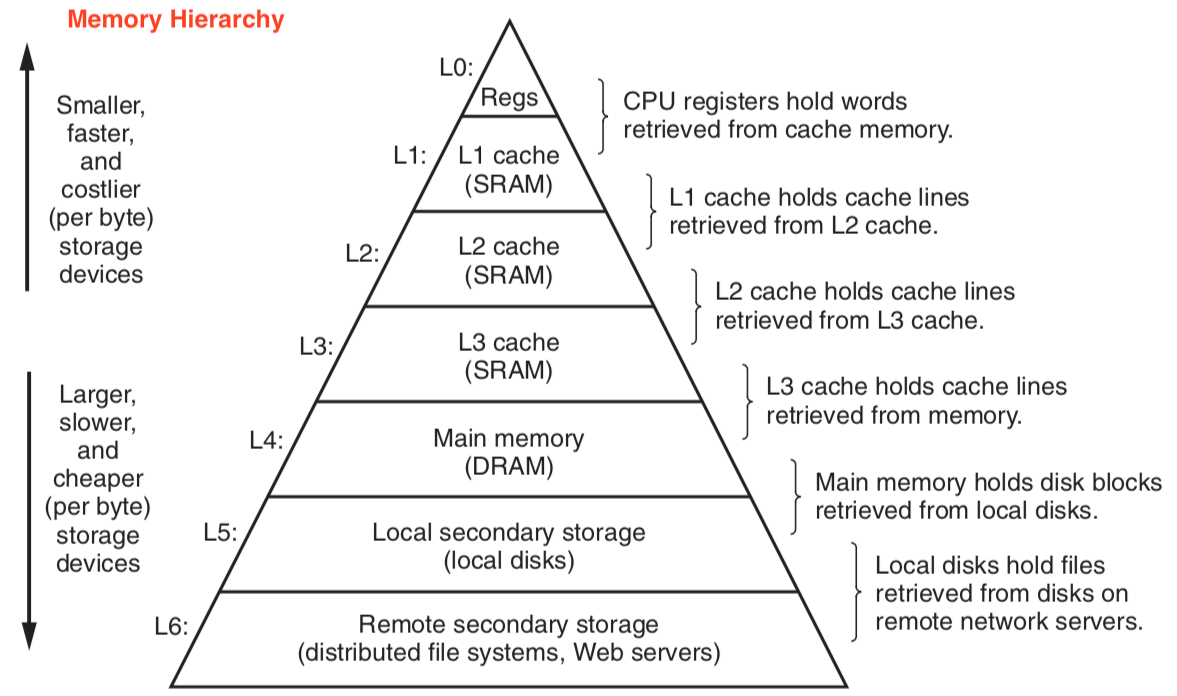 Memory Hierarchy
Smaller,
faster,
and
costlier
(per byte)
storage
devices
Larger,
slower,
and
cheaper
(per byte)
storage
devices
L0:
Regs
CPU registers hold words
retrieved from cache memory.
L1:
L1 cache
(SRAM)
L1 cache holds cache lines
retrieved from L2 cache.
L2:
L2 cache
(SRAM)
L2 cache holds cache lines
retrieved from L3 cache.
L3:
L3 cache
(SRAM)
L3 cache holds cache lines
retrieved from memory.
L4:
Main memory
(DRAM)
Main memory holds disk blocks
retrieved from local disks.
L5:
Local secondary storage
(local disks)
Local disks hold files
retrieved from disks on
remote network servers.
L6:
Remote secondary storage
(distributed file systems, Web servers)